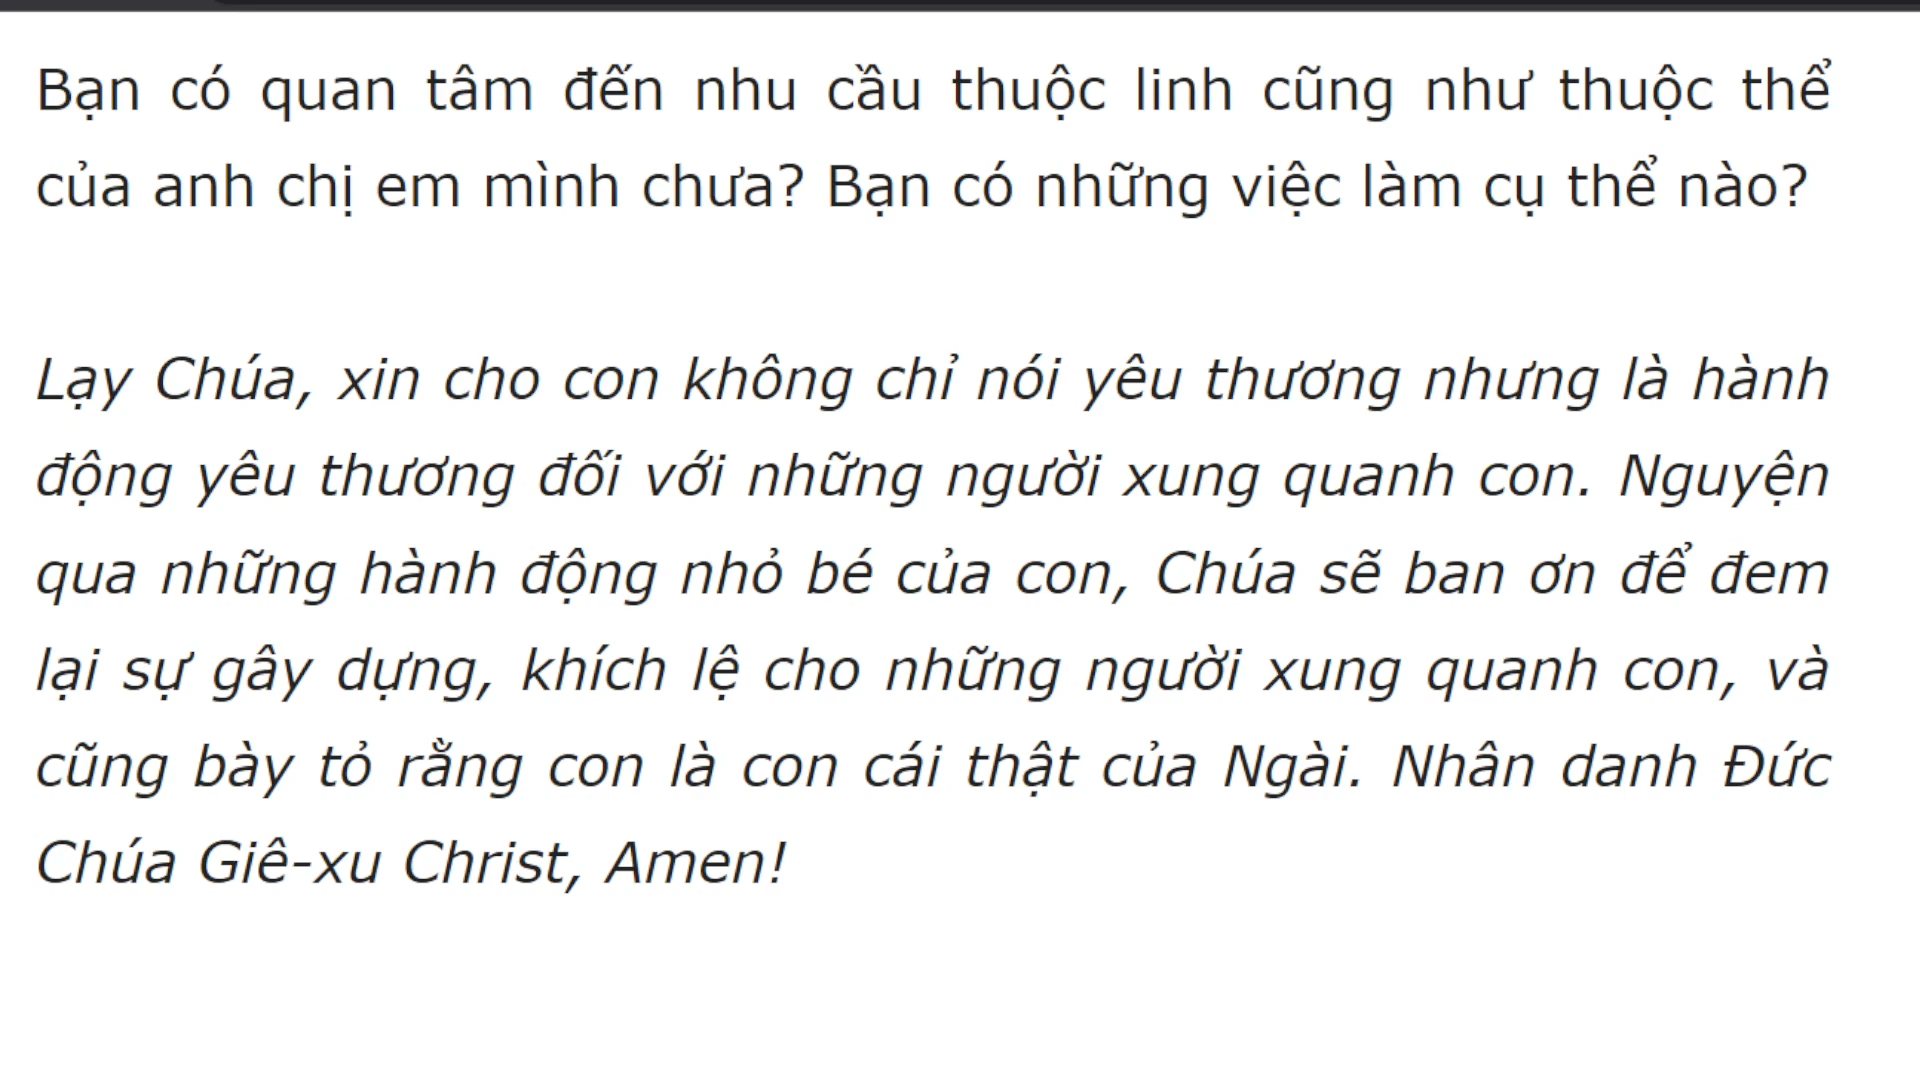 Bạn có quan tâm đến nhu cầu thuộc linh cũng như thuộc thể
của anh chị em mình chưa? Bạn có những việc làm cụ thể nào?
Lạy Chúa, xin cho con không chỉ nói yêu thương nhưng là hành
động yêu thương đối với những người xung quanh con. Nguyện
qua những hành động nhỏ bé của con, Chúa sẽ ban ơn để đem
lại sự gây dựng, khích lệ cho những người xung quanh con, và
cũng bày tỏ rằng con là con cái thật của Ngài. Nhân danh Đức
Chúa Giê-xu Christ, Amen!